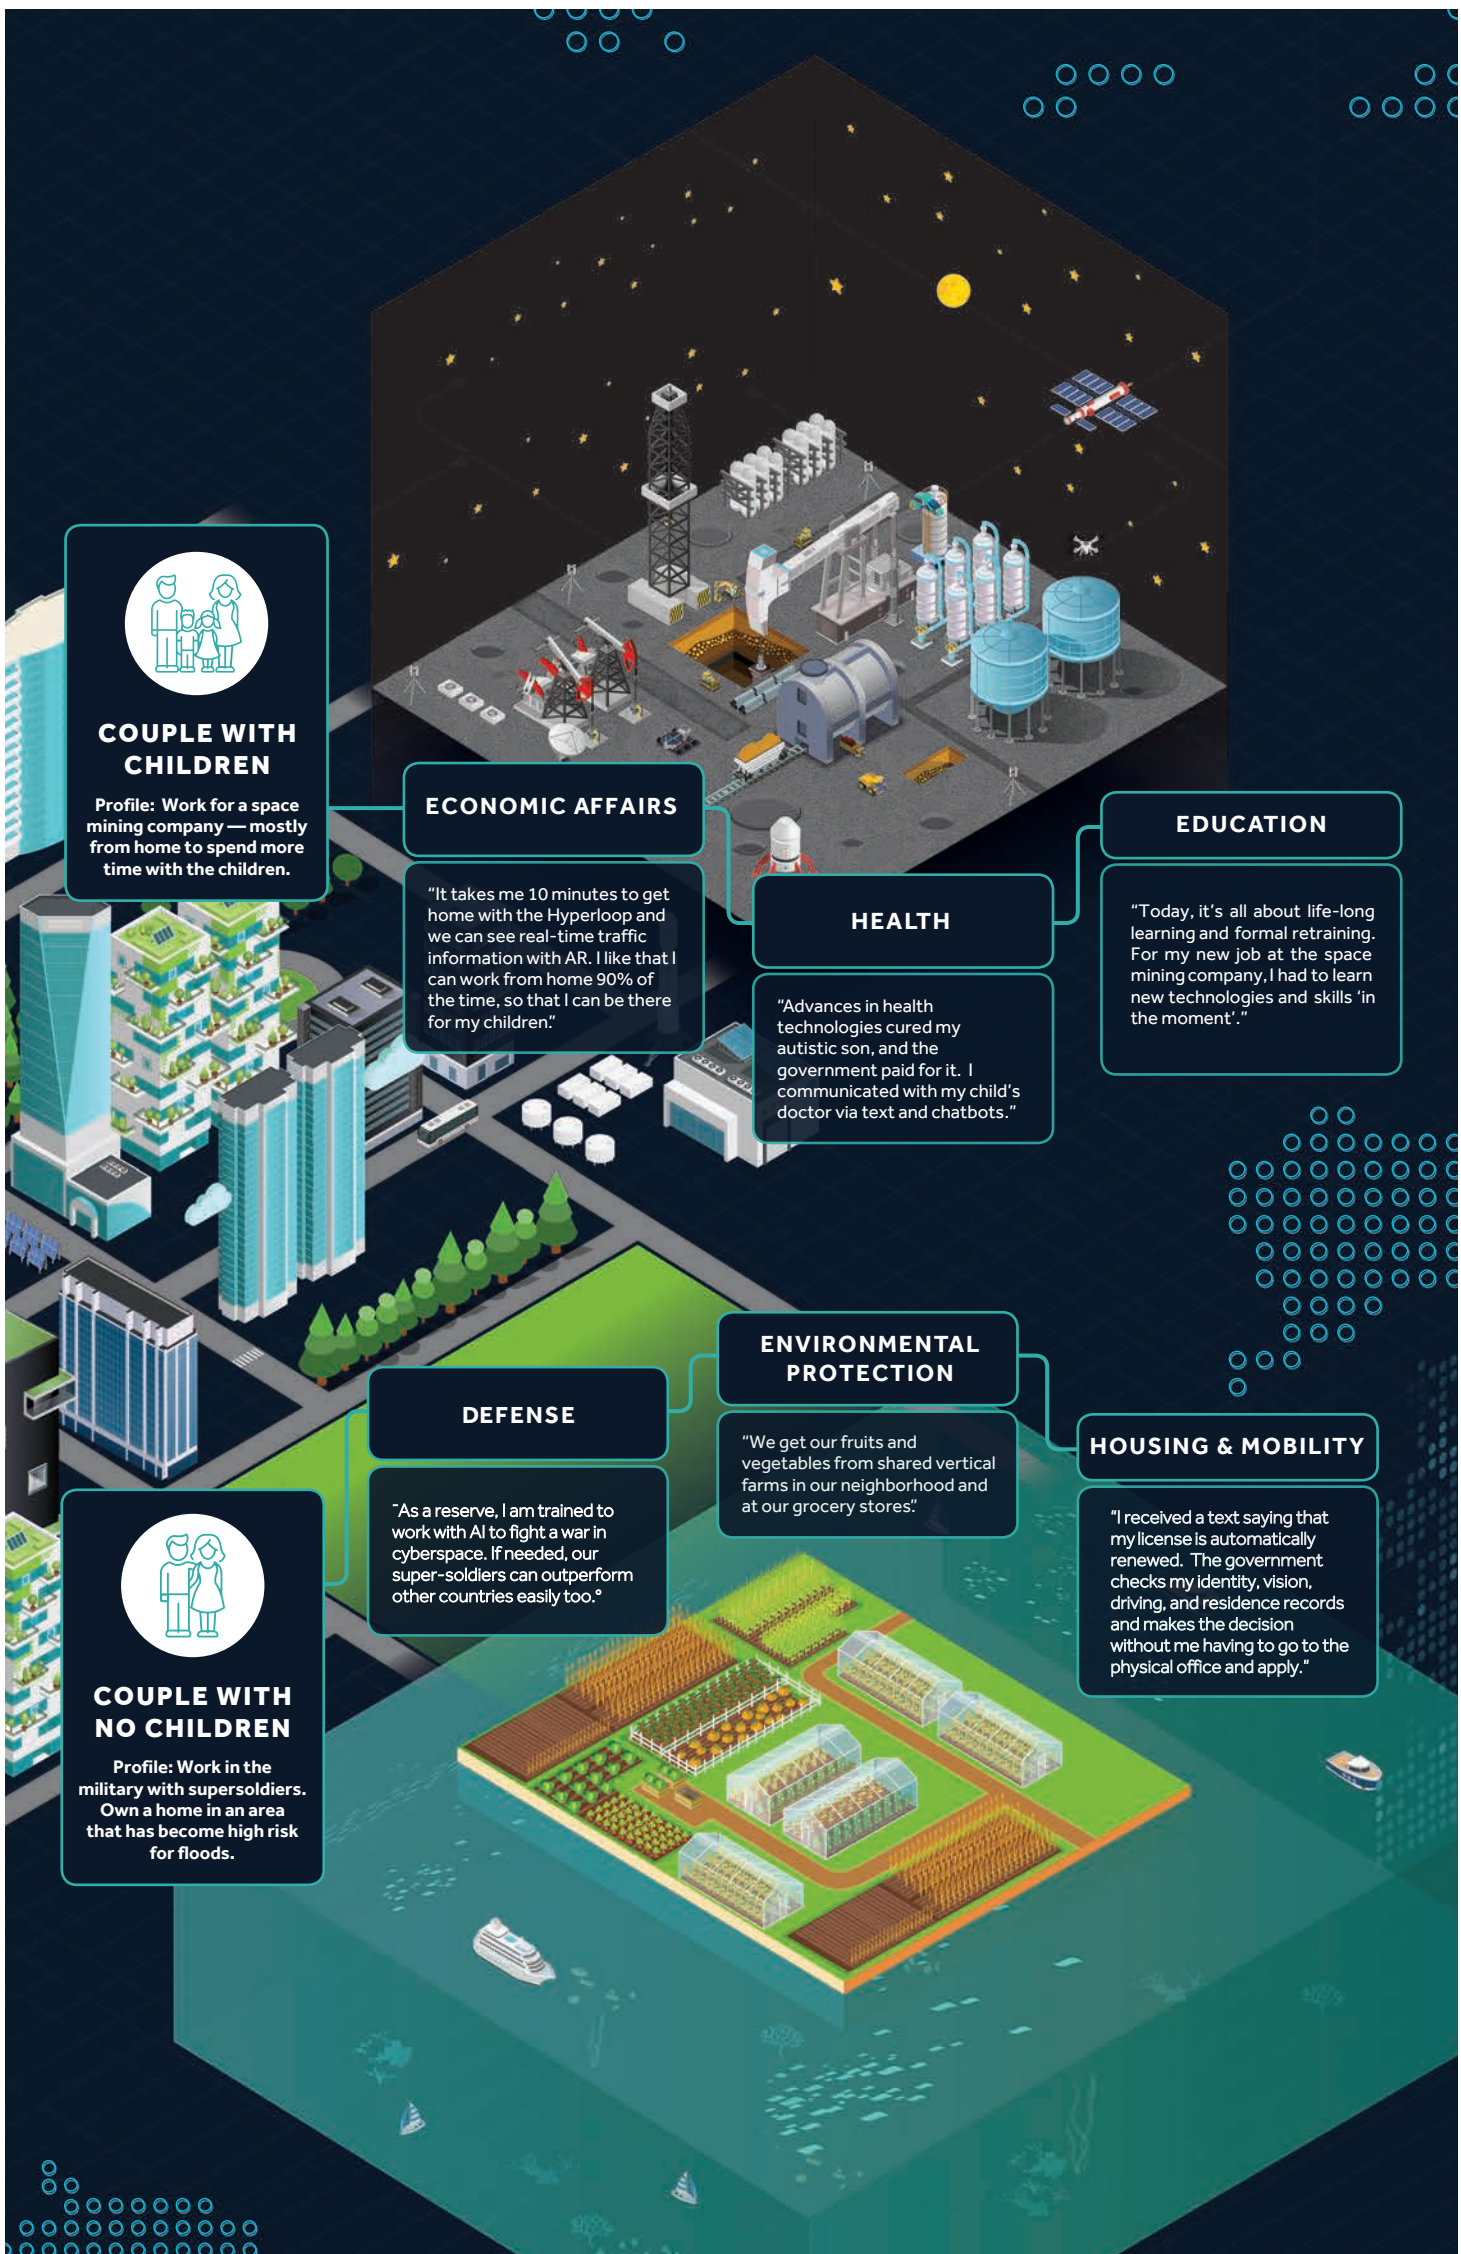 COUPLE WITH
CHILDREN
Profile: Work for a space
mining company — mostly
from home to spend more
time with the children.
ECONOMIC AFFAIRS
“It takes me 10 minutes to get
home with the Hyperloop and
we can see real-time traffic
information with AR. I like that I
can work from home 90% of
the time, so that I can be there
for my children.”
HEALTH
“Advances in health
technologies cured my
autistic son, and the
government paid for it. I
communicated with my child’s
doctor via text and chatbots.”
EDUCATION
“Today, it’s all about life-long
learning and formal retraining.
For my new job at the space
mining company, I had to learn
new technologies and skills ‘in
the moment’.”
COUPLE WITH
NO CHILDREN
Profile: Work in the
military with supersoldiers.
Own a home in an area
that has become high risk
for floods.
DEFENSE
“As a reserve, I am trained to
work with AI to fight a war in
cyberspace. If needed, our
super-soldiers can outperform
other countries easily too.”
ENVIRONMENTAL
PROTECTION
“We get our fruits and
vegetables from shared vertical
farms in our neighborhood and
at our grocery stores.”
HOUSING & MOBILITY
“I received a text saying that
my license is automatically
renewed. The government
checks my identity, vision,
driving, and residence records
and makes the decision
without me having to go to the
physical office and apply.”